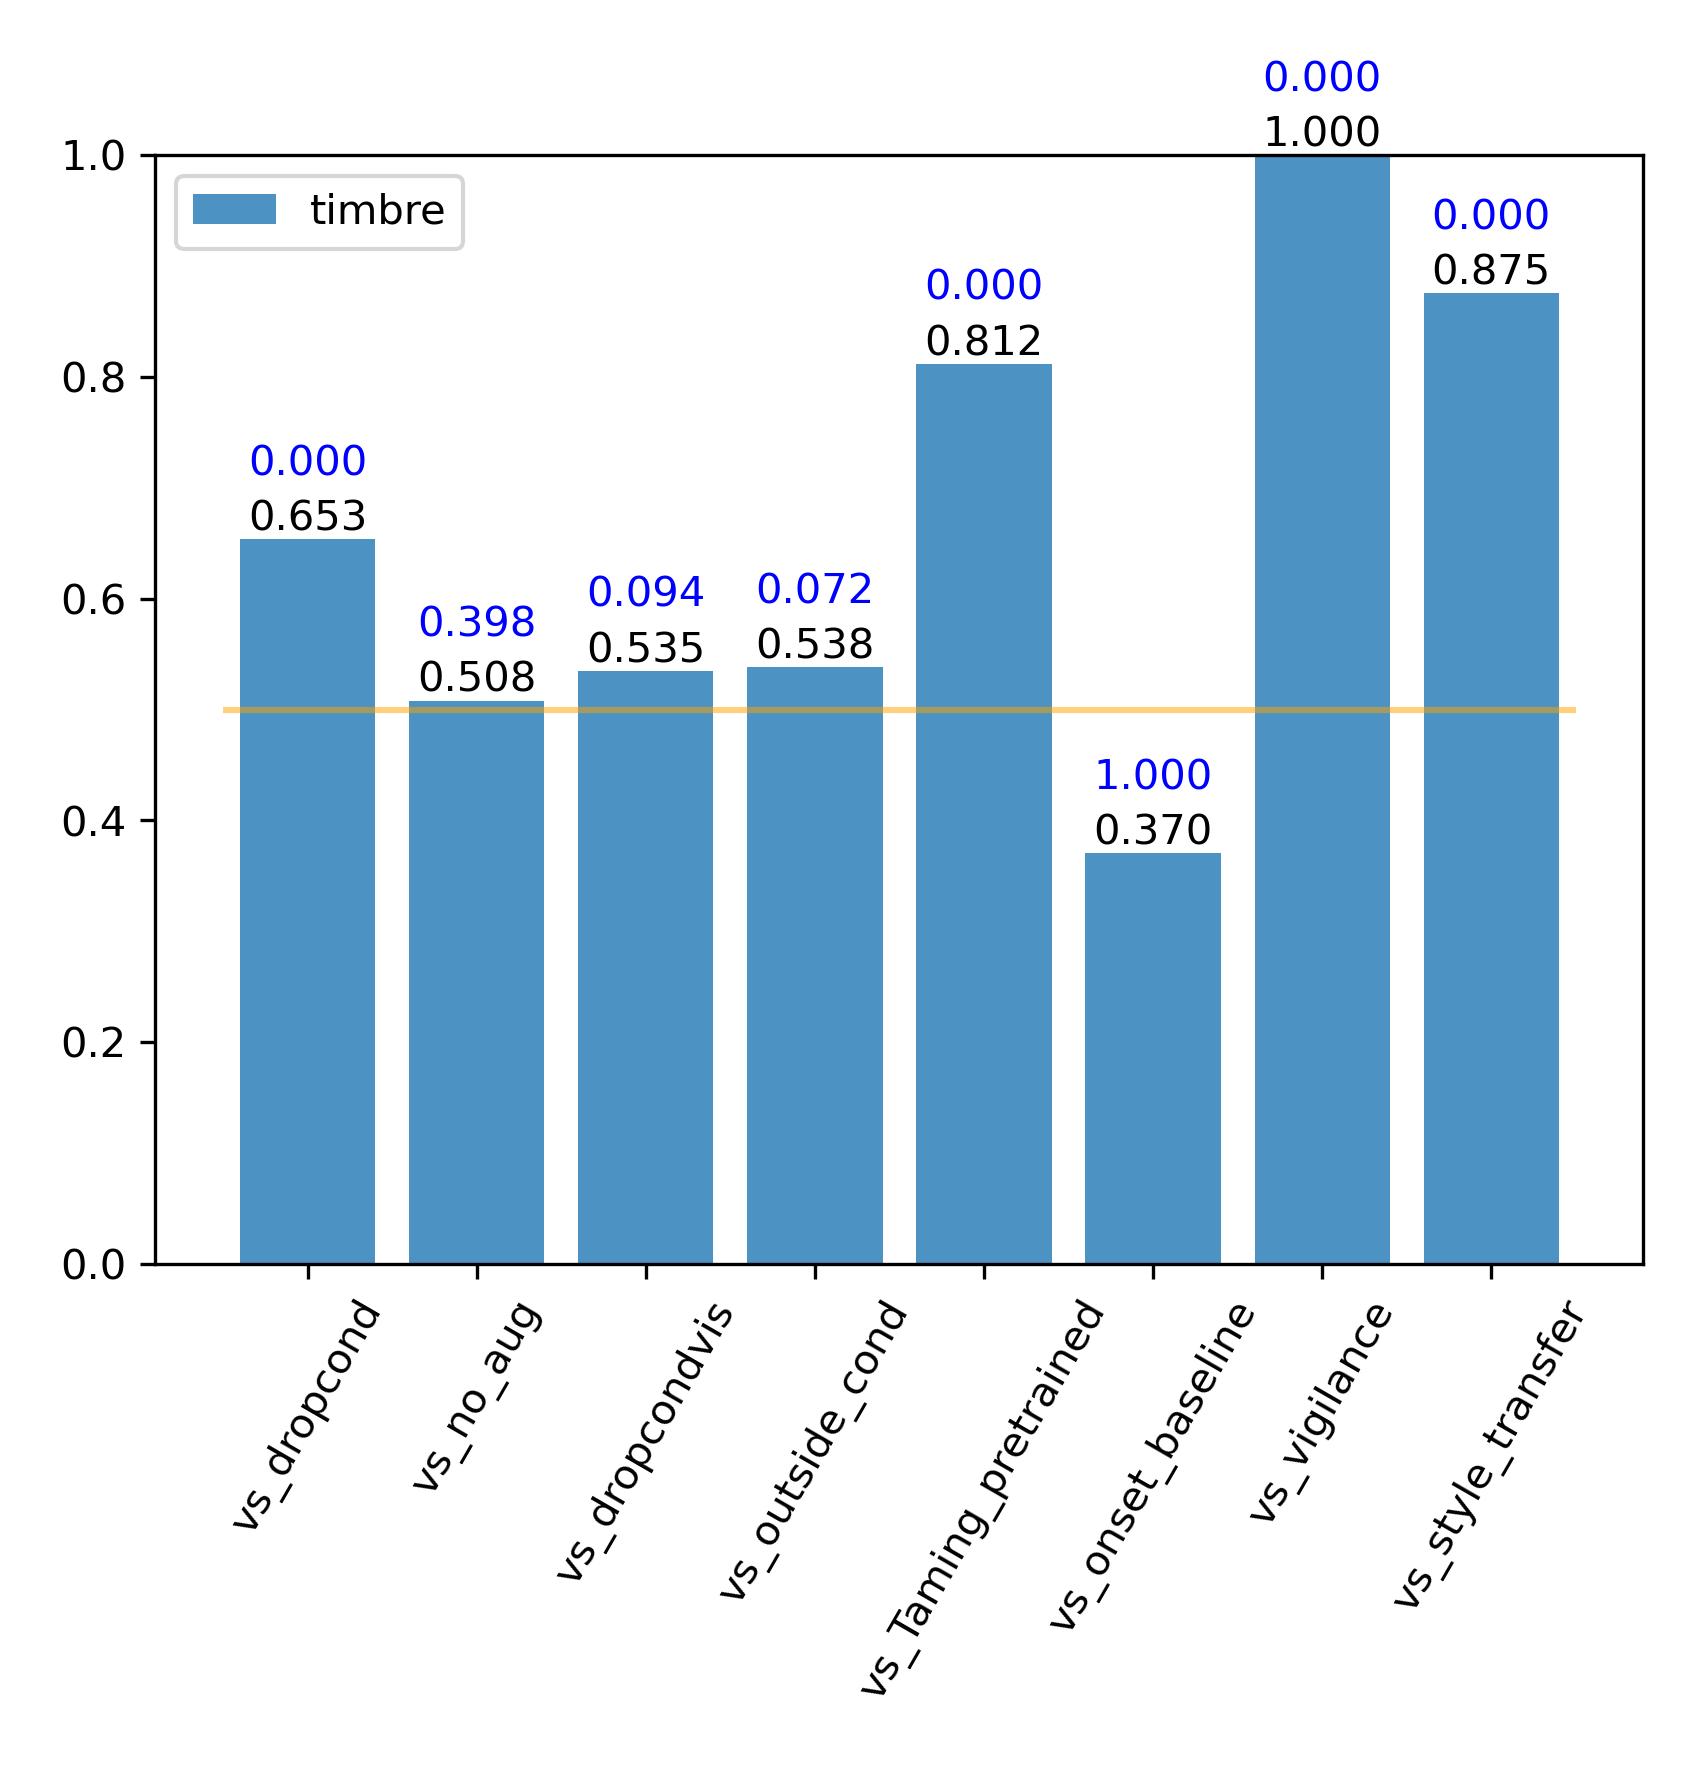 0.000
1.000
1.0
timbre
0.000
0.875
0.000
0.812
0.8
0.000
0.653
0.6
0.398
0.508
0.094
0.535
0.072
0.538
1.000
0.370
0.4
0.2
0.0
vs_dropcond
vs_no_aug
vs_dropcondvis
vs_outside_cond
vs_Taming_pretrained
vs_onset_baseline
vs_vigilance
vs_style_transfer